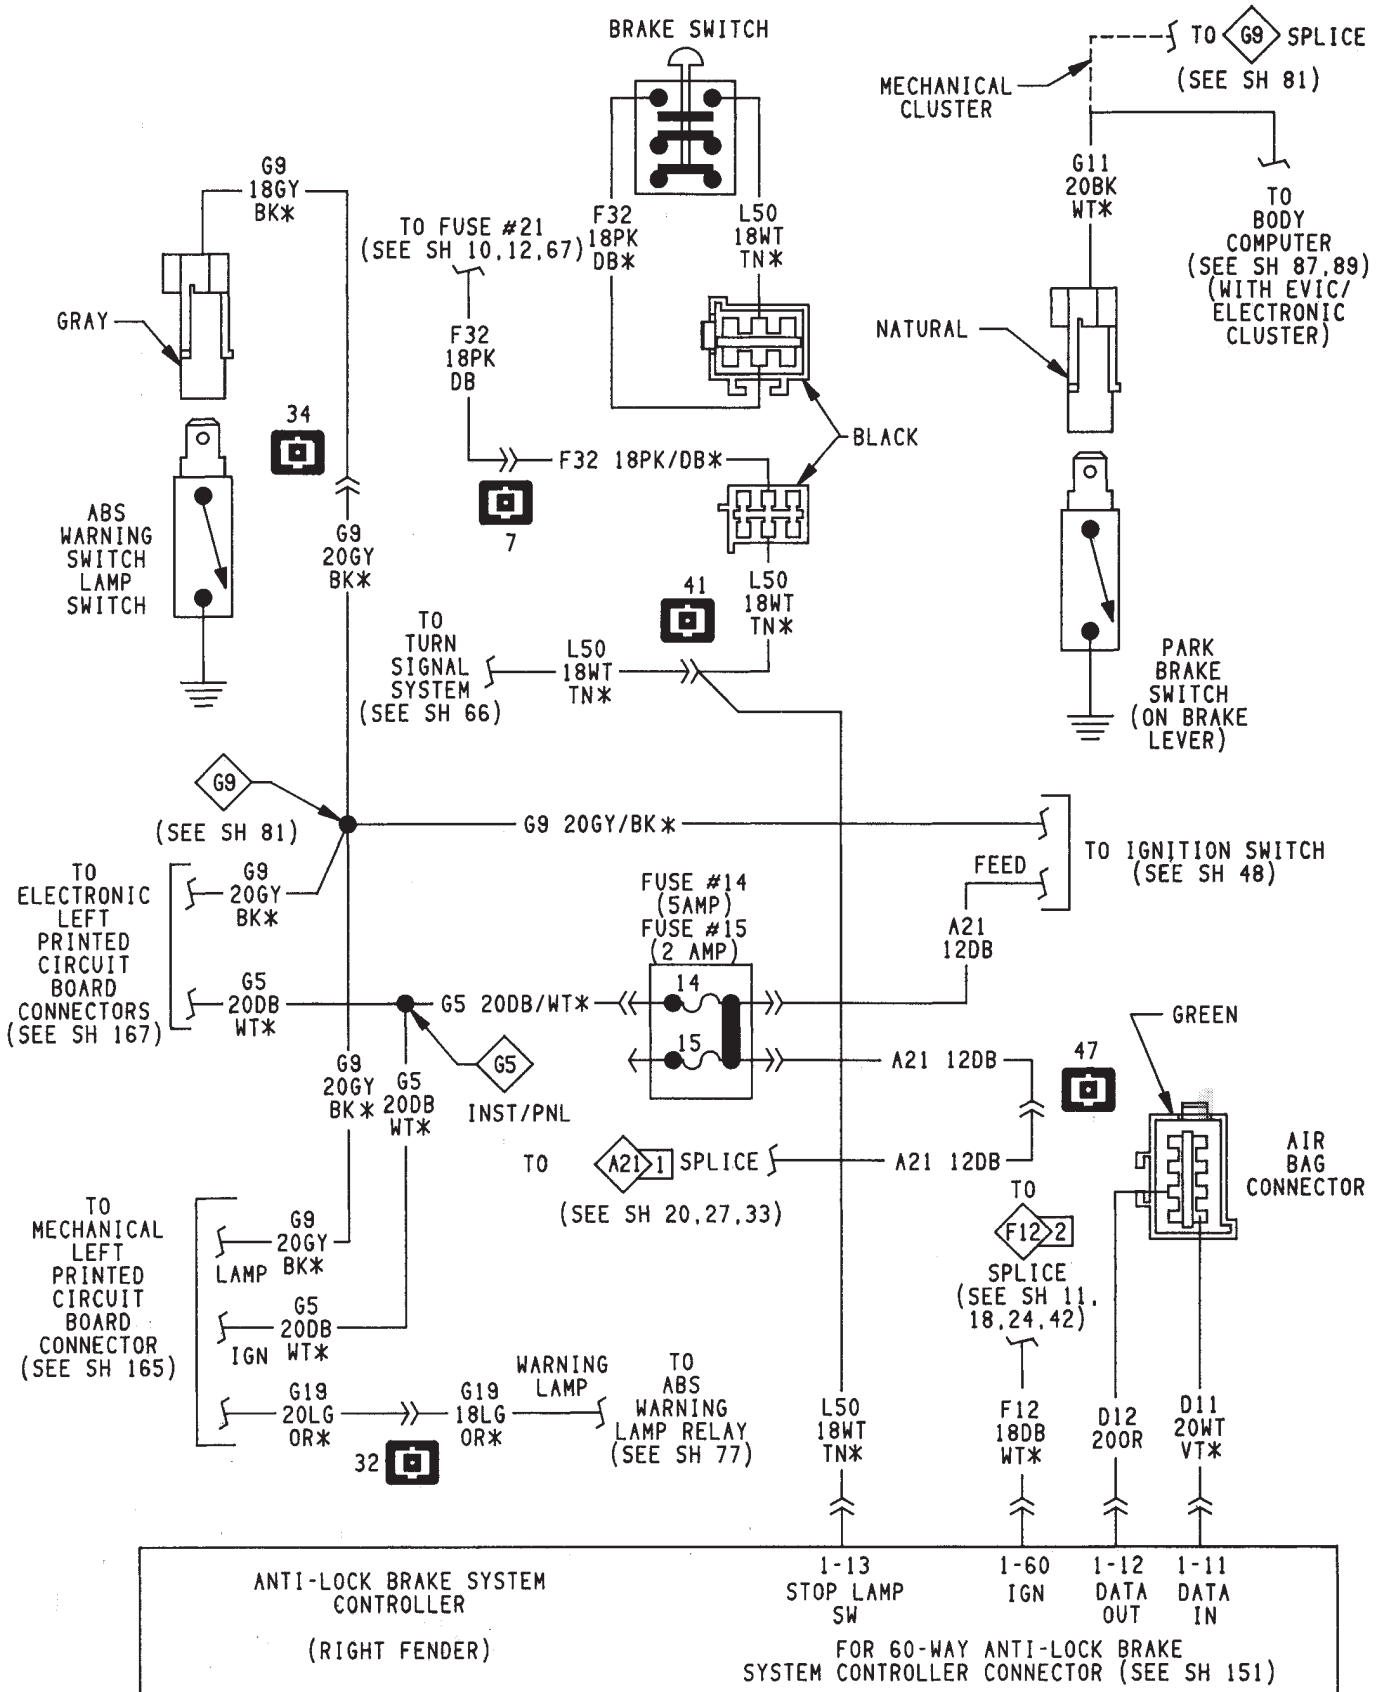 BRAKE SWITCH
TO G9 SPLICE
(SEE SH 81)
MECHANICAL
CLUSTER
G9
18GY
BK*
G11
20BK
WT*
TO
BODY
COMPUTER
(SEE SH 87,89)
(WITH EVIC/
ELECTRONIC
CLUSTER)
TO FUSE #21
(SEE SH 10,12,67)
F32
18PK
DB*
L50
18WT
TN*
GRAY
F32
18PK
DB
NATURAL
34
BLACK
F32 18PK/DB*
7
ABS
WARNING
SWITCH
LAMP
SWITCH
G9
20GY
BK*
41
L50
18WT
TN*
TO
TURN
SIGNAL
SYSTEM
(SEE SH 66)
L50
18WT
TN*
PARK
BRAKE
SWITCH
(ON BRAKE
LEVER)
G9
(SEE SH 81)
G9 20GY/BK*
TO IGNITION SWITCH
(SEE SH 48)
FEED
TO
ELECTRONIC
LEFT
PRINTED
CIRCUIT
BOARD
CONNECTORS
(SEE SH 167)
G9
20GY
BK*
FUSE #14
(5AMP)
FUSE #15
(2 AMP)
A21
12DB
G5
20DB
WT*
G5 20DB/WT*
14
15
G5
INST/PNL
G9
20GY
BK*
G5
20DB
WT*
A21 12DB
47
GREEN
AIR
BAG
CONNECTOR
TO A21 1 SPLICE
A21 12DB
(SEE SH 20,27,33)
TO
F12 2
SPLICE
(SEE SH 11,
18,24,42)
TO
MECHANICAL
LEFT
PRINTED
CIRCUIT
BOARD
CONNECTOR
(SEE SH 165)
G9
20GY
BK*
LAMP
G5
20DB
WT*
IGN
G19
20LG
OR*
32
G19
18LG
OR*
WARNING
LAMP
TO
ABS
WARNING
LAMP RELAY
(SEE SH 77)
L50
18WT
TN*
F12
18DB
WT*
D12
20OR
D11
20WT
VT*
ANTI-LOCK BRAKE SYSTEM
CONTROLLER
(RIGHT FENDER)
1-13
STOP LAMP
SW
1-60
IGN
1-12
DATA
OUT
1-11
DATA
IN
FOR 60-WAY ANTI-LOCK BRAKE
SYSTEM CONTROLLER CONNECTOR (SEE SH 151)